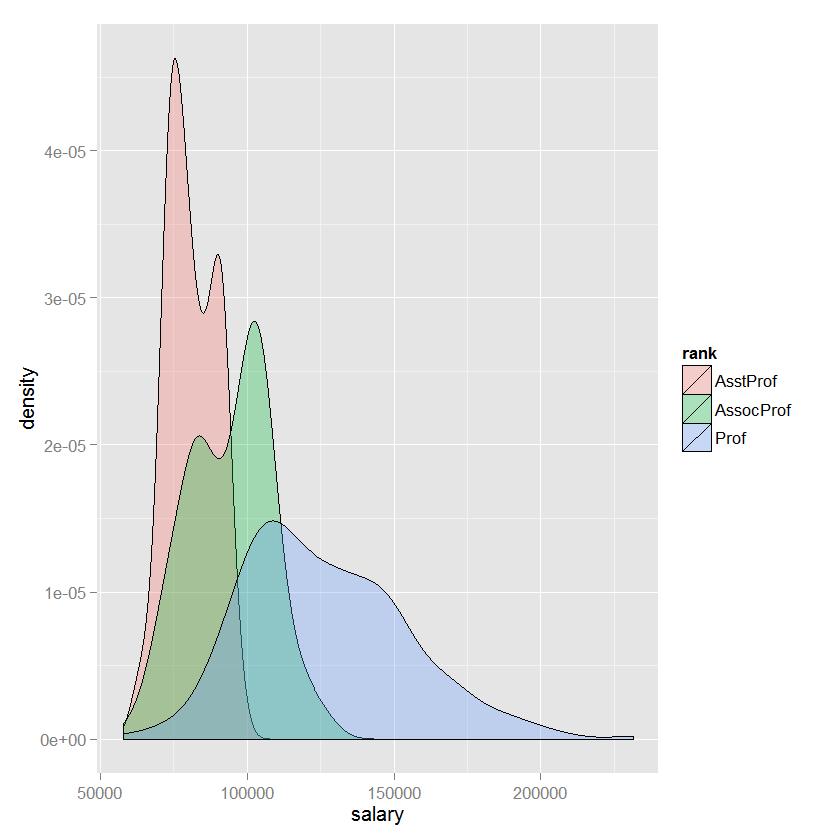 4e-05
3e-05
2e-05
1e-05
0e+00
density
50000 100000 150000 200000
salary
rank
AsstProf
AssocProf
Prof